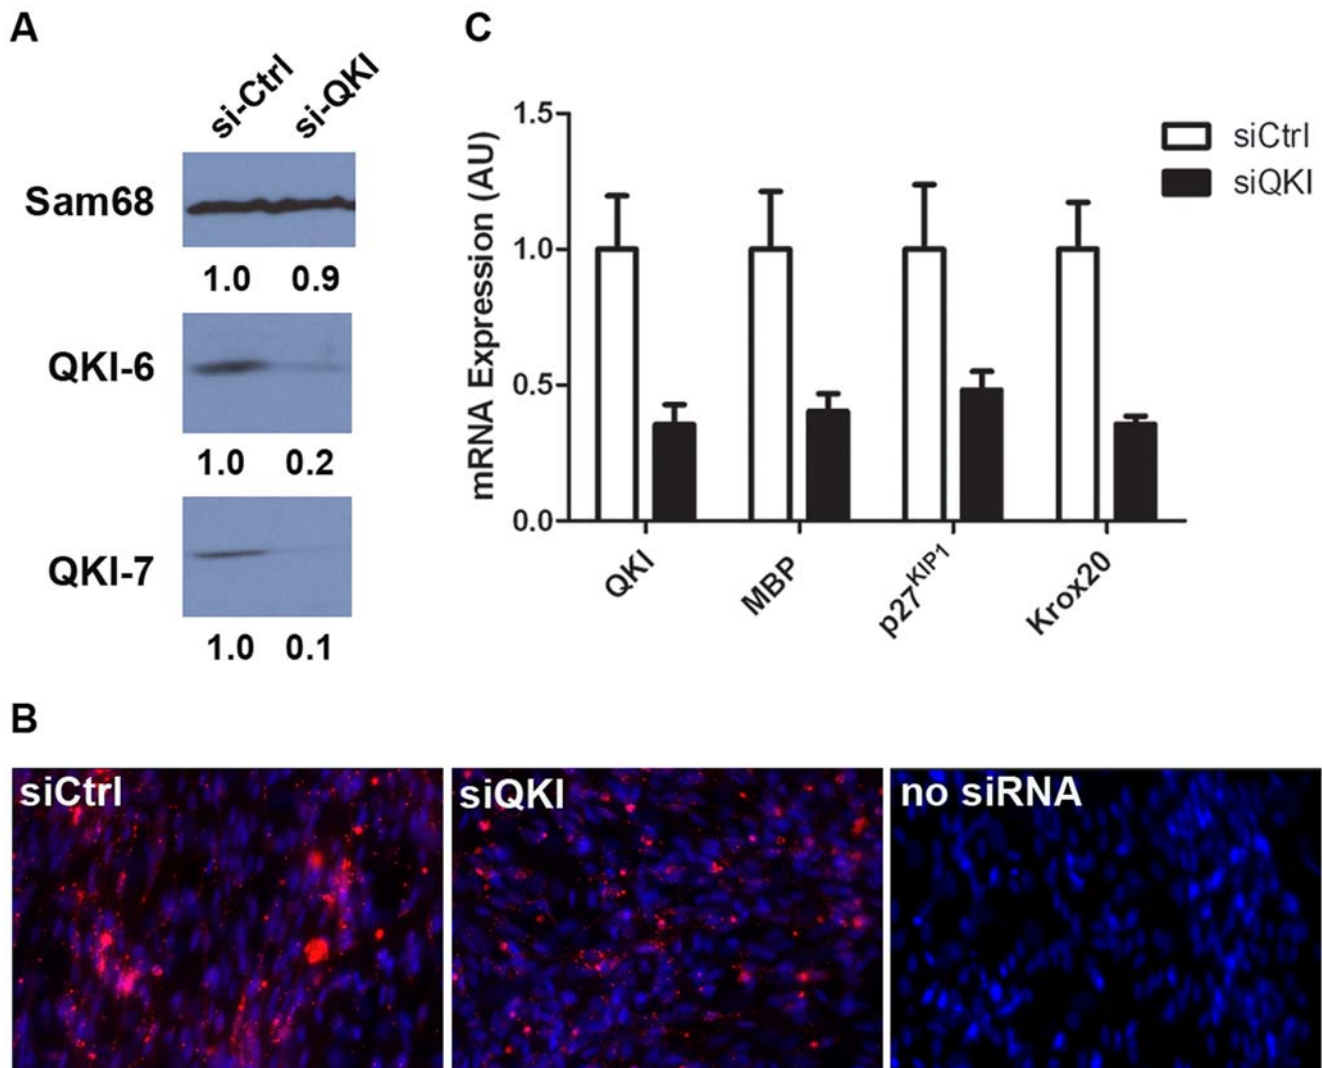 A
si-Ctrl si-QKI
Sam68
1.0 0.9
QKI-6
1.0 0.2
QKI-7
1.0 0.1
C
mRNA Expression (AU)
1.5
1.0
0.5
0.0
siCtrl
siQKI
QKI MBP p27KIP1 Krox20
B
siCtrl siQKI no siRNA